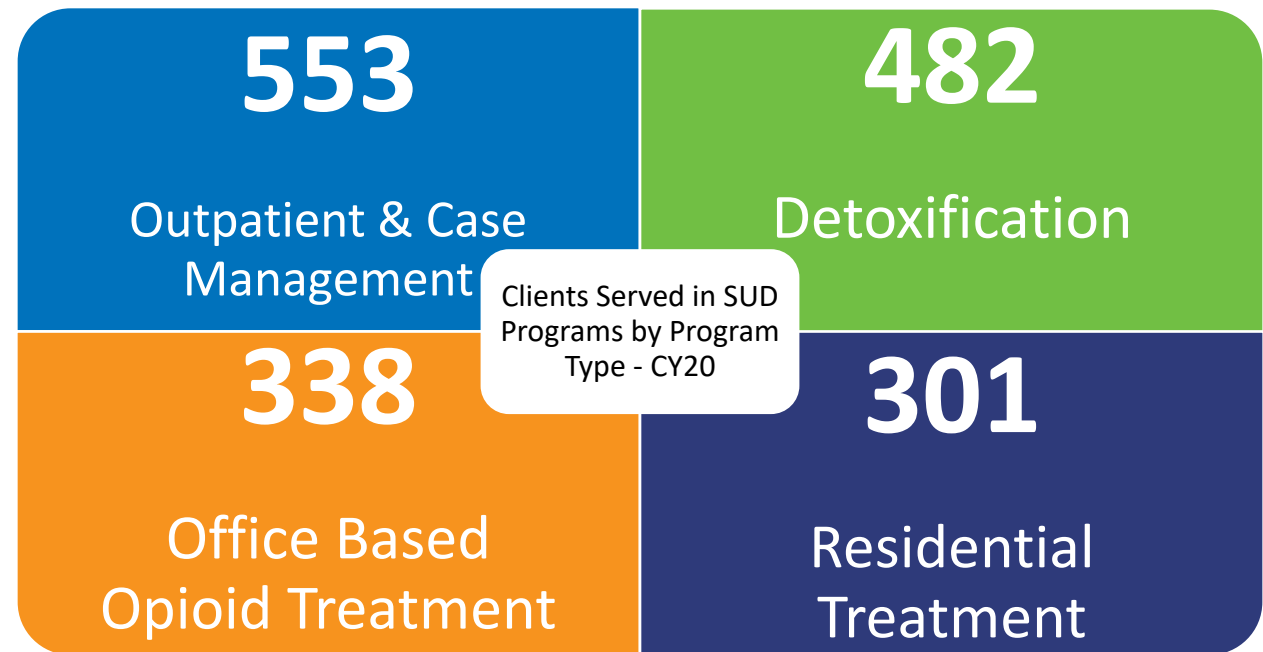 553
Outpatient & Case
Management
482
Detoxification
Clients Served in SUD
Programs by Program
Type - CY20
338
Office Based
Opioid Treatment
301
Residential
Treatment